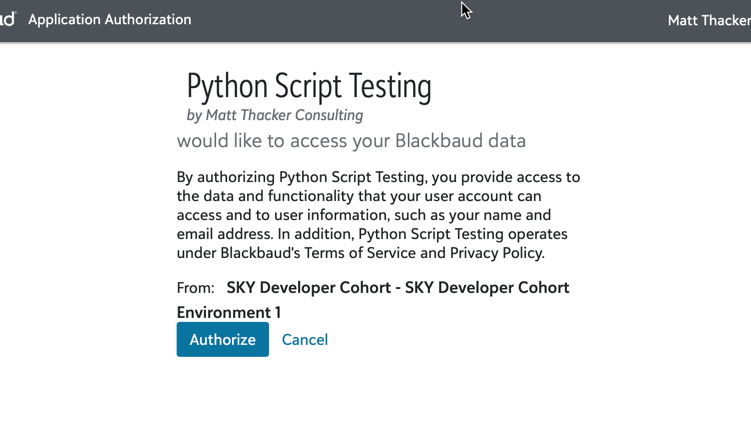 Application Authorization
Matt Thacker
Python Script Testing
by Matt Thacker Consulting
would like to access your Blackbaud data
By authorizing Python Script Testing, you provide access to
the data and functionality that your user account can
access and to user information, such as your name and
email address. In addition, Python Script Testing operates
under Blackbaud's Terms of Service and Privacy Policy.
From: SKY Developer Cohort - SKY Developer Cohort
Environment 1
Authorize Cancel